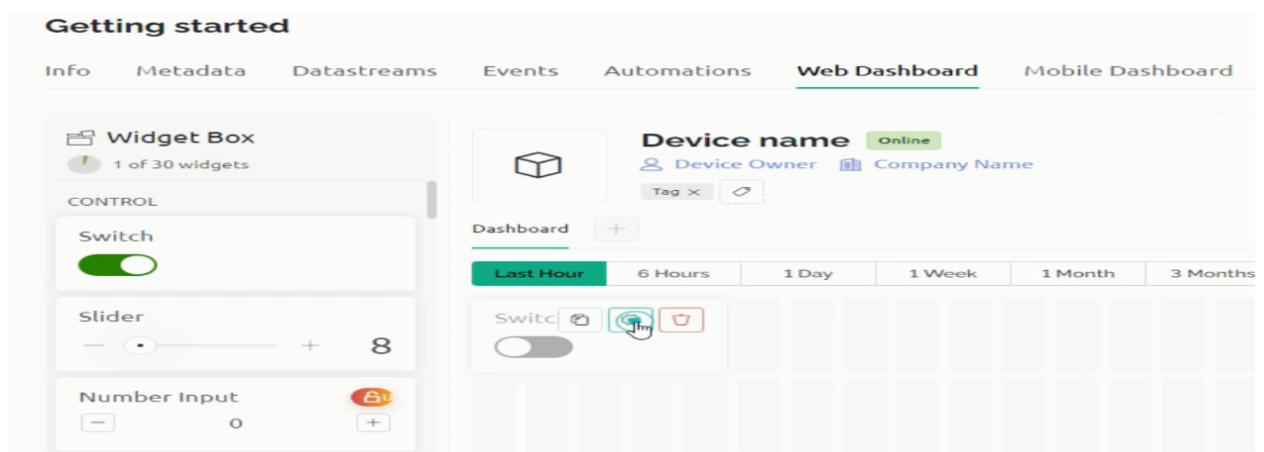 Getting started
Info Metadata Datastreams Events Automations Web Dashboard Mobile Dashboard
Widget Box
1 of 30 widgets
CONTROL
Switch
Slider
8
Number Input
0
Device name Online
Device Owner Company Name
Tag
Dashboard
Last Hour 6 Hours 1 Day 1 Week 1 Month 3 Months
Switc